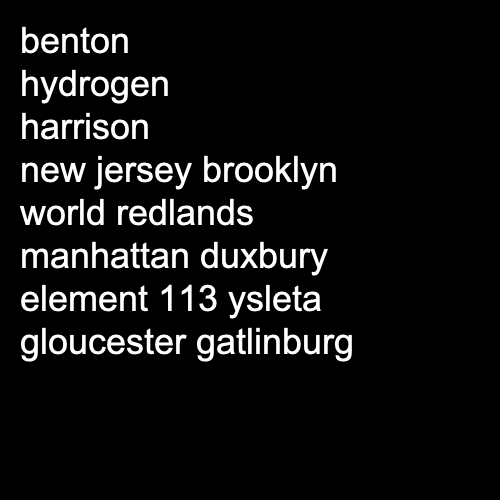 benton
hydrogen
harrison
new jersey brooklyn
world redlands
manhattan duxbury
element 113 ysleta
gloucester gatlinburg